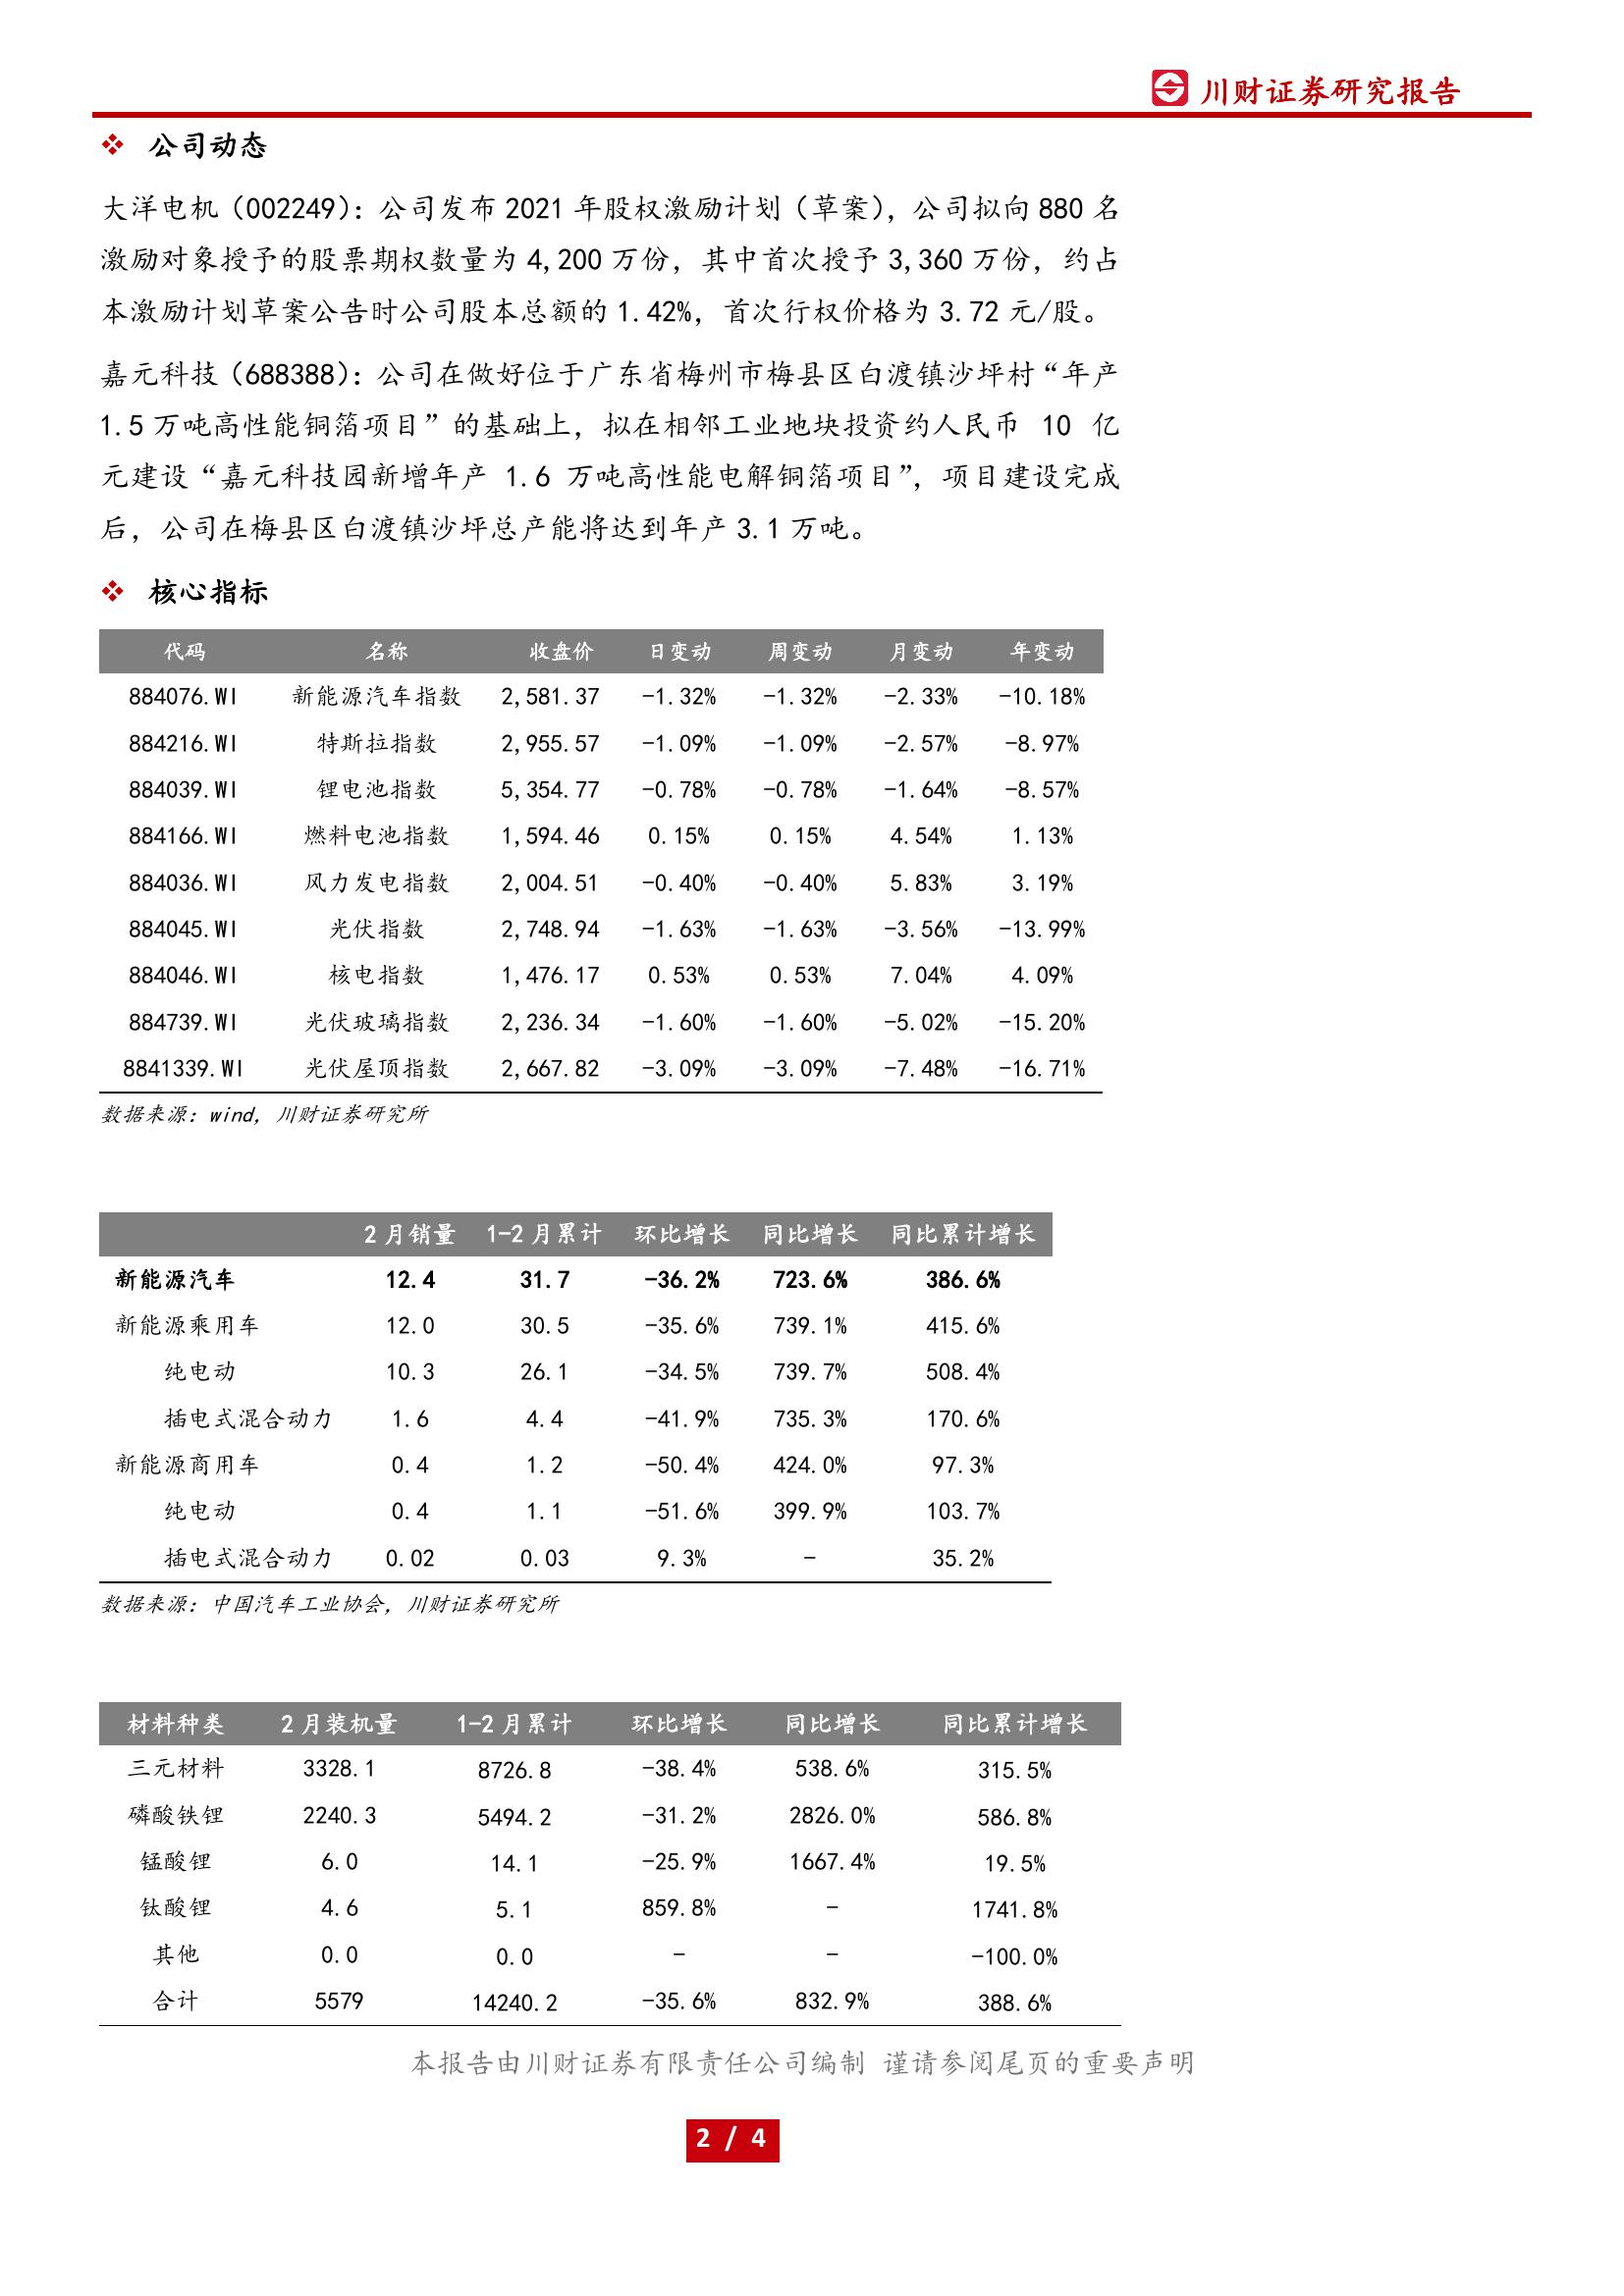 川财证券研究报告
❖ 公司动态
大洋电机（002249）：公司发布 2021 年股权激励计划（草案），公司拟向 880 名
激励对象授予的股票期权数量为 4,200 万份，其中首次授予 3,360 万份，约占
本激励计划草案公告时公司股本总额的 1.42%，首次行权价格为 3.72 元/股。
嘉元科技（688388）：公司在做好位于广东省梅州市梅县区白渡镇沙坪村“年产
1.5 万吨高性能铜箔项目”的基础上，拟在相邻工业地块投资约人民币 10 亿
元建设“嘉元科技园新增年产 1.6 万吨高性能电解铜箔项目”，项目建设完成
后，公司在梅县区白渡镇沙坪总产能将达到年产 3.1 万吨。
❖ 核心指标
代码 名称 收盘价 日变动 周变动 月变动 年变动
884076.WI 新能源汽车指数 2,581.37 -1.32% -1.32% -2.33% -10.18%
884216.WI 特斯拉指数 2,955.57 -1.09% -1.09% -2.57% -8.97%
884039.WI 锂电池指数 5,354.77 -0.78% -0.78% -1.64% -8.57%
884166.WI 燃料电池指数 1,594.46 0.15% 0.15% 4.54% 1.13%
884036.WI 风力发电指数 2,004.51 -0.40% -0.40% 5.83% 3.19%
884045.WI 光伏指数 2,748.94 -1.63% -1.63% -3.56% -13.99%
884046.WI 核电指数 1,476.17 0.53% 0.53% 7.04% 4.09%
884739.WI 光伏玻璃指数 2,236.34 -1.60% -1.60% -5.02% -15.20%
8841339.WI 光伏屋顶指数 2,667.82 -3.09% -3.09% -7.48% -16.71%
数据来源：wind，川财证券研究所
2 月销量 1-2 月累计 环比增长 同比增长 同比累计增长
新能源汽车 12.4 31.7 -36.2% 723.6% 386.6%
新能源乘用车 12.0 30.5 -35.6% 739.1% 415.6%
纯电动 10.3 26.1 -34.5% 739.7% 508.4%
插电式混合动力 1.6 4.4 -41.9% 735.3% 170.6%
新能源商用车 0.4 1.2 -50.4% 424.0% 97.3%
纯电动 0.4 1.1 -51.6% 399.9% 103.7%
插电式混合动力 0.02 0.03 9.3% - 35.2%
数据来源：中国汽车工业协会，川财证券研究所
材料种类 2 月装机量 1-2 月累计 环比增长 同比增长 同比累计增长
三元材料 3328.1 8726.8 -38.4% 538.6% 315.5%
磷酸铁锂 2240.3 5494.2 -31.2% 2826.0% 586.8%
锰酸锂 6.0 14.1 -25.9% 1667.4% 19.5%
钛酸锂 4.6 5.1 859.8% - 1741.8%
其他 0.0 0.0 - - -100.0%
合计 5579 14240.2 -35.6% 832.9% 388.6%
本报告由川财证券有限责任公司编制 谨请参阅尾页的重要声明
2 / 4